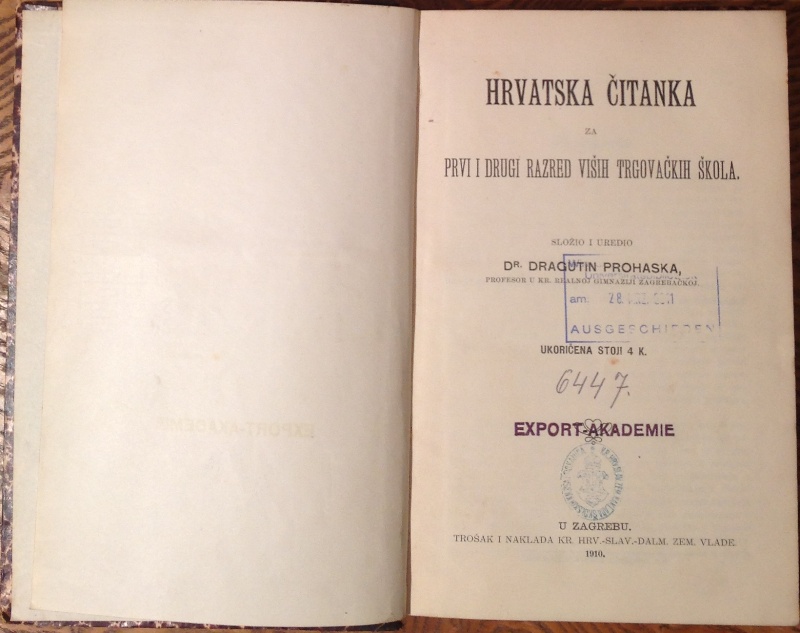 HRVATSKA ČITANKA
ZA
PRVI I DRUGI RAZRED VIŠIH TRGOVAČKIH ŠKOLA.
SLOŽIO I UREDIO
DR. DRAGUTIN PROHASKA,
PROFESOR U KR. REALNOJ GIMNAZIJI ZAGREBAČKOJ.
am: 28.
AUSGESCHIEDEN
UKORIČENA STOJI 4 K.
6447.
EXPORT-AKADEMIE
U ZAGREBU.
TROŠAK I NAKLADA KR. HRV.-SLAV.-DALM. ZEM. VLADE.
1910.